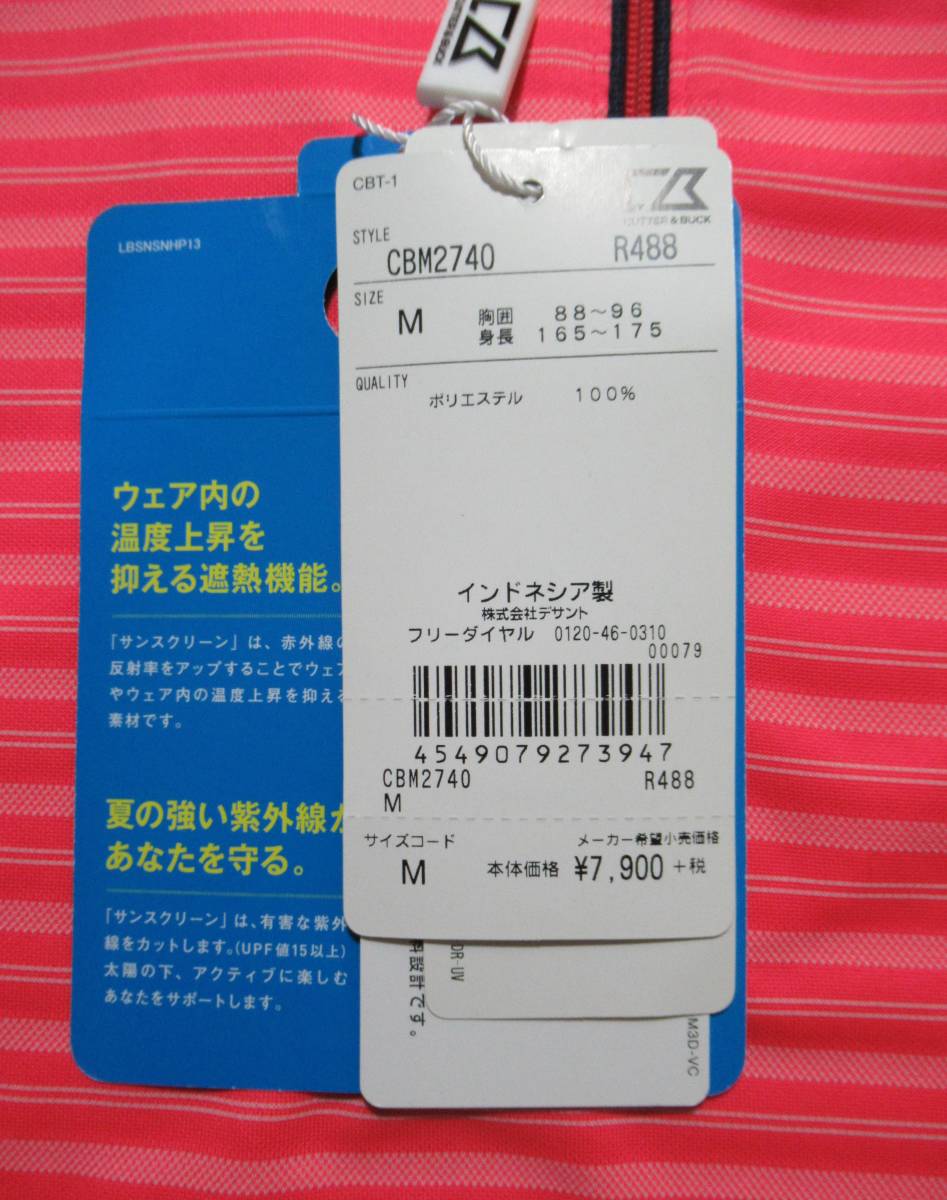 CBT-1
CUTTER & BUCK
STYLE
CBM2740 R488
SIZE
M 胸囲 88～96
身長 165～175
QUALITY
ポリエステル 100%
インドネシア製
株式会社デサント
フリーダイヤル 0120-46-0310
00079
4549079273947
CBM2740 R488
M
サイズコード メーカー希望小売価格
M 本体価格 ¥7,900 +税
LBSNSNHP13
ウェア内の
温度上昇を
抑える遮熱機能。
「サンスクリーン」は、赤外線の
反射率をアップすることでウェア
やウェア内の温度上昇を抑える
素材です。
夏の強い紫外線か
あなたを守る。
「サンスクリーン」は、有害な紫外
線をカットします。(UPF値15以上)
太陽の下、アクティブに楽しむ
あなたをサポートします。
設計です。
DR-UV
M3D-VC